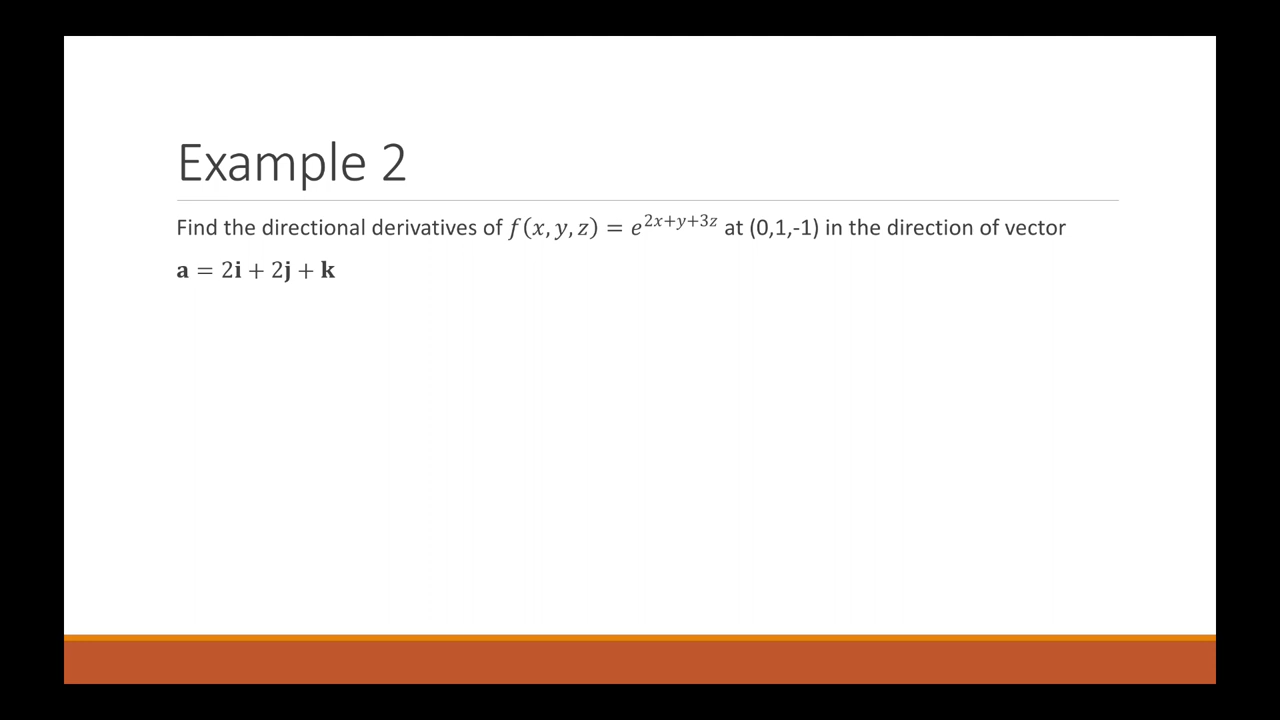 Example 2
Find the directional derivatives of 𝑓(𝑥, 𝑦, 𝑧) = 𝑒^{2𝑥+𝑦+3𝑧} at (0,1,-1) in the direction of vector
𝐚 = 2𝐢 + 2𝐣 + 𝐤